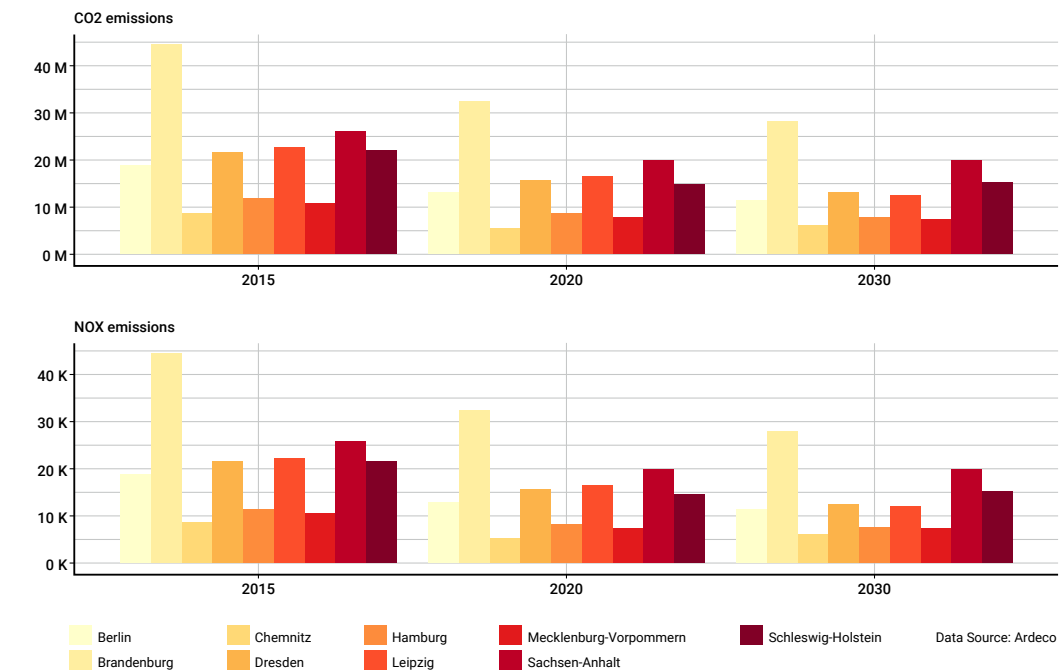 CO2 emissions
40 M
30 M
20 M
10 M
0 M
2015 2020 2030
NOX emissions
40 K
30 K
20 K
10 K
0 K
2015 2020 2030
Berlin Chemnitz Hamburg Mecklenburg-Vorpommern Schleswig-Holstein Data Source: Ardeco
Brandenburg Dresden Leipzig Sachsen-Anhalt